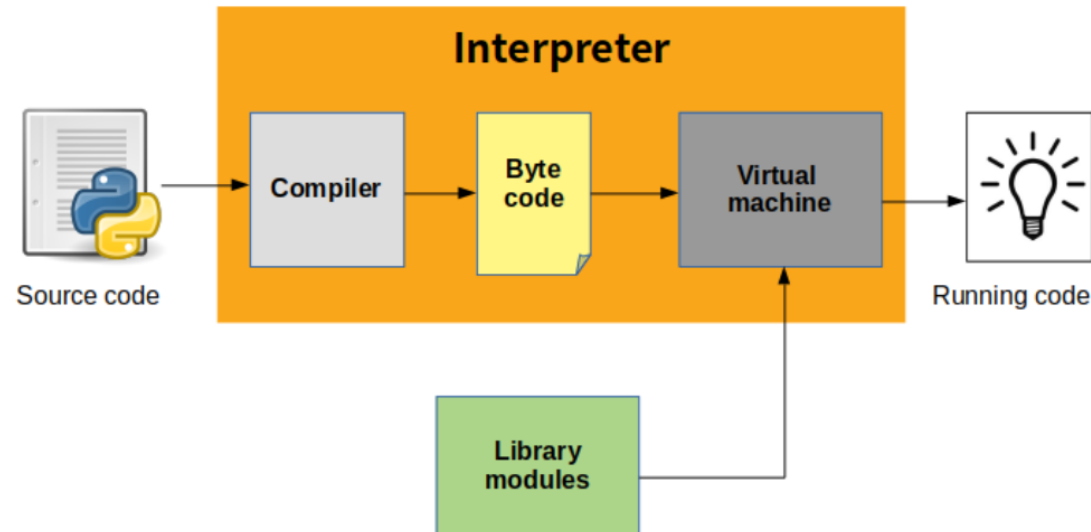 Interpreter
Compiler
Byte
code
Virtual
machine
Source code
Running code
Library
modules